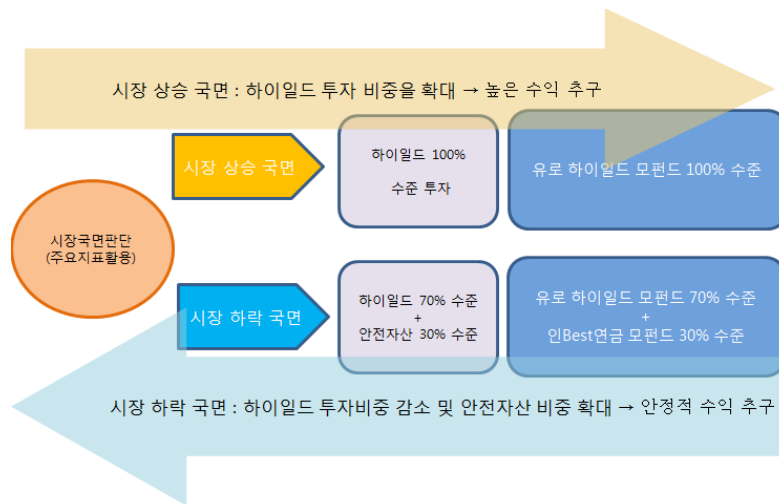 시장 상승 국면 : 하이일드 투자 비중을 확대 → 높은 수익 추구
시장 상승 국면
하이일드 100%
수준 투자
유로 하이일드 모펀드 100% 수준
시장국면판단
(주요지표활용)
시장 하락 국면
하이일드 70% 수준
+
안전자산 30% 수준
유로 하이일드 모펀드 70% 수준
+
인Best연금 모펀드 30% 수준
시장 하락 국면 : 하이일드 투자비중 감소 및 안전자산 비중 확대 → 안정적 수익 추구